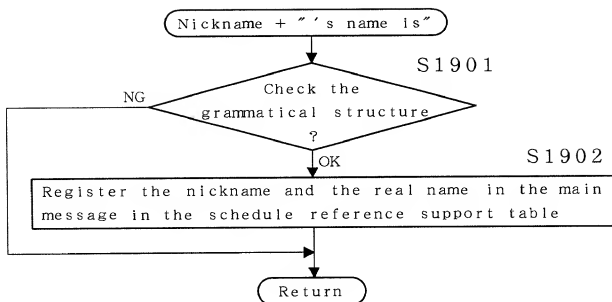 Nickname + "'s name is"
S1901
Check the
grammatical structure
?
NG
OK
S1902
Register the nickname and the real name in the main
message in the schedule reference support table
Return